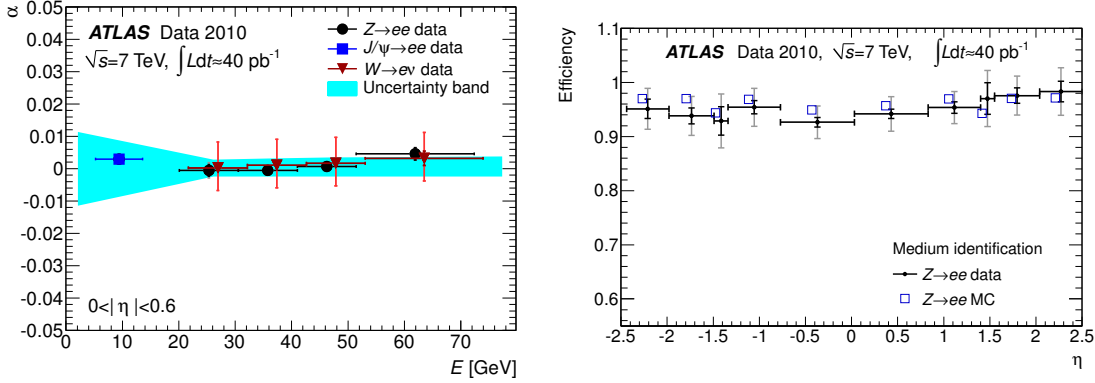 α
0.05
0.04
0.03
0.02
0.01
0
-0.01
-0.02
-0.03
-0.04
-0.05
ATLAS Data 2010
√s=7 TeV, ∫Ldt≈40 pb⁻¹
Z→ee data
J/ψ→ee data
W→eν data
Uncertainty band
0<|η|<0.6
0 10 20 30 40 50 60 70
E [GeV]
Efficiency
1
0.9
0.8
0.7
0.6
ATLAS Data 2010, √s=7 TeV, ∫Ldt≈40 pb⁻¹
Medium identification
Z→ee data
Z→ee MC
-2.5 -2 -1.5 -1 -0.5 0 0.5 1 1.5 2 2.5
η